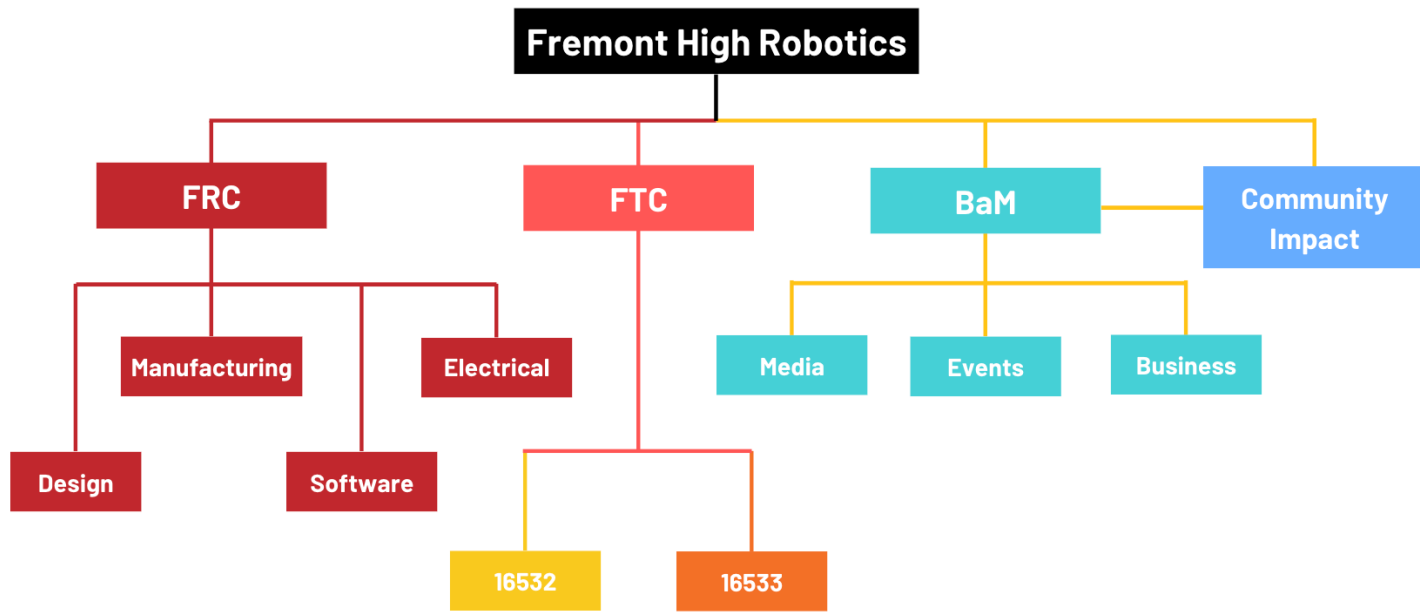 Fremont High Robotics
FRC
FTC
BaM
Community
Impact
Manufacturing
Electrical
Media
Events
Business
Design
Software
16532
16533